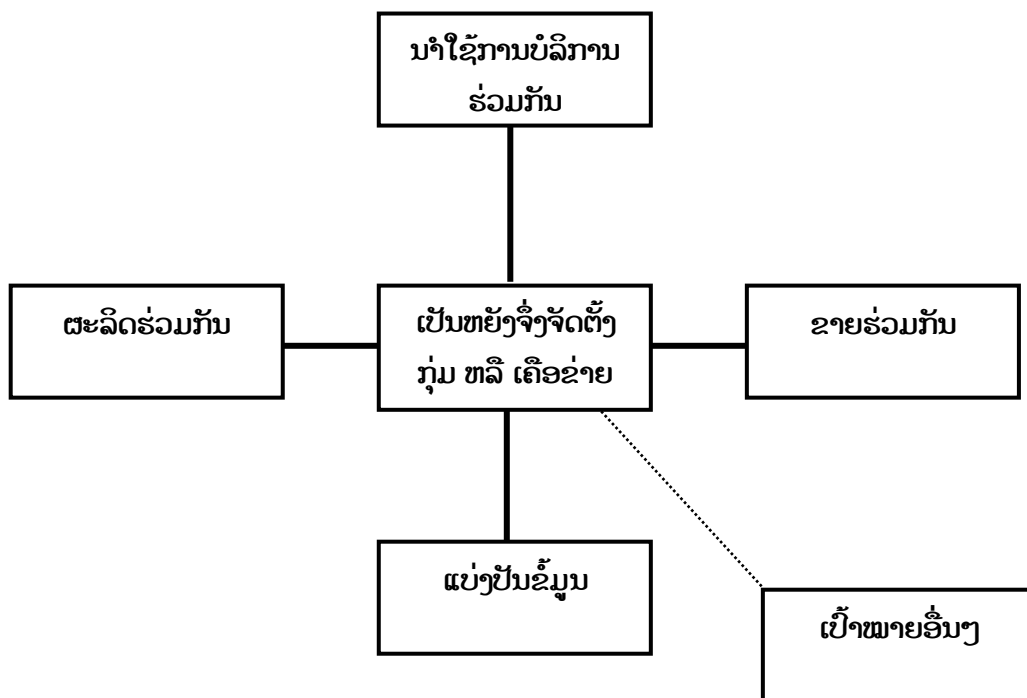 ນຳໃຊ້ການບໍລິການ
ຮ່ວມກັນ
ຜະລິດຮ່ວມກັນ
ເປັນຫຍັງຈຶ່ງຈັດຕັ້ງ
ກຸ່ມ ຫລື ເຄືອຂ່າຍ
ຂາຍຮ່ວມກັນ
ແບ່ງປັນຂໍ້ມູນ
ເປົ້າໝາຍອື່ນໆ